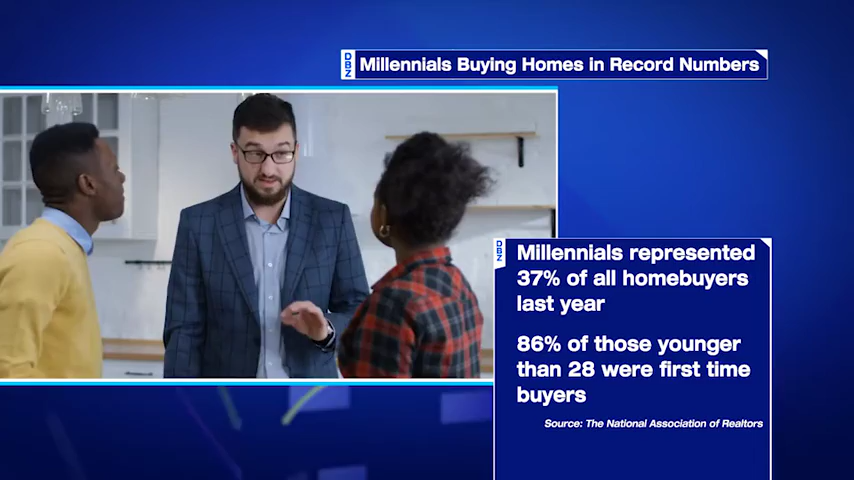 DBZ
Millennials Buying Homes in Record Numbers
DBZ
Millennials represented
37% of all homebuyers
last year
86% of those younger
than 28 were first time
buyers
Source: The National Association of Realtors